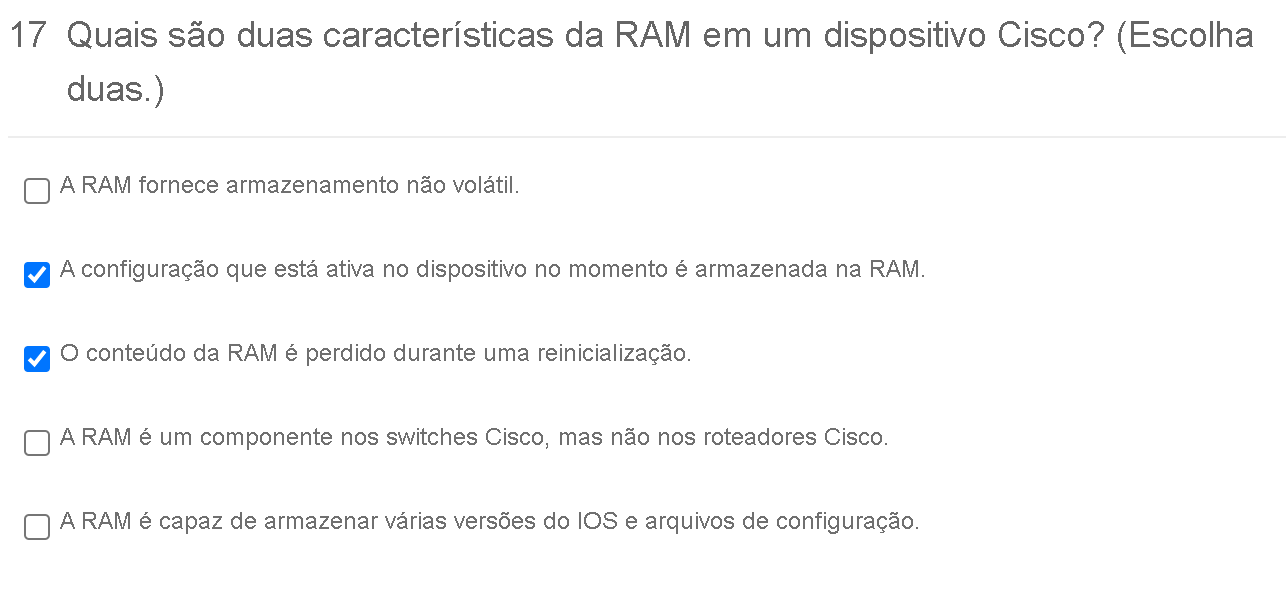 17 Quais são duas características da RAM em um dispositivo Cisco? (Escolha
duas.)
A RAM fornece armazenamento não volátil.
A configuração que está ativa no dispositivo no momento é armazenada na RAM.
O conteúdo da RAM é perdido durante uma reinicialização.
A RAM é um componente nos switches Cisco, mas não nos roteadores Cisco.
A RAM é capaz de armazenar várias versões do IOS e arquivos de configuração.